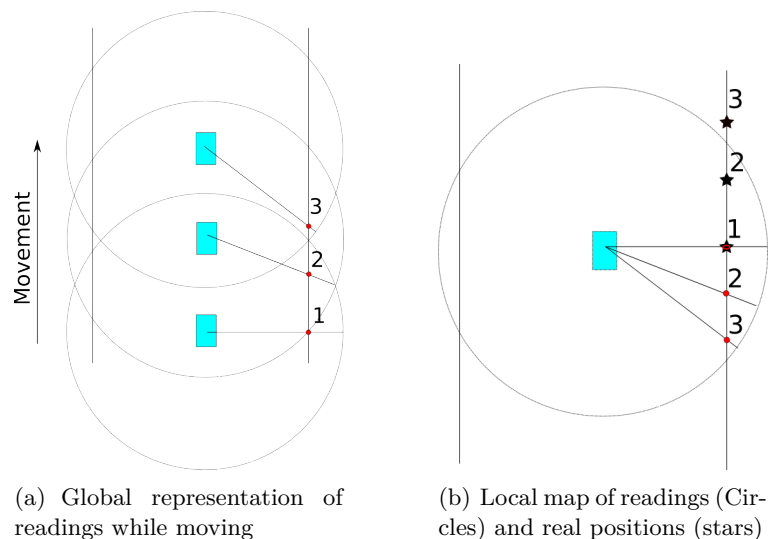 Movement
3
2
1
3
2
1
2
3
(a) Global representation of
readings while moving
(b) Local map of readings (Cir-
cles) and real positions (stars)